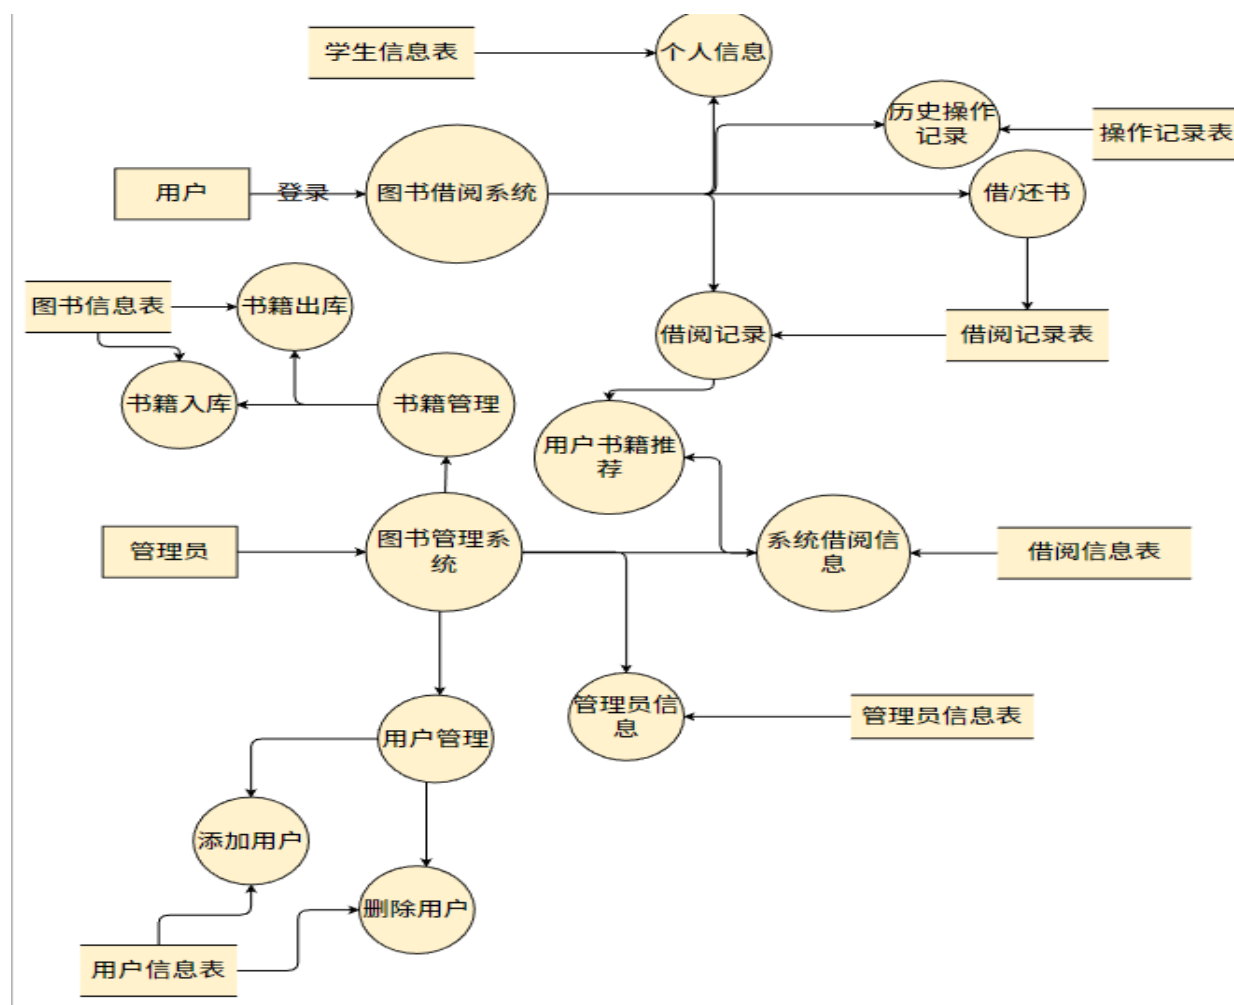 学生信息表
个人信息
历史操作
记录
操作记录表
用户
登录
图书借阅系统
借/还书
图书信息表
书籍出库
借阅记录
借阅记录表
书籍入库
书籍管理
用户书籍推
荐
管理员
图书管理系
统
系统借阅信
息
借阅信息表
管理员信
息
管理员信息表
用户管理
添加用户
删除用户
用户信息表